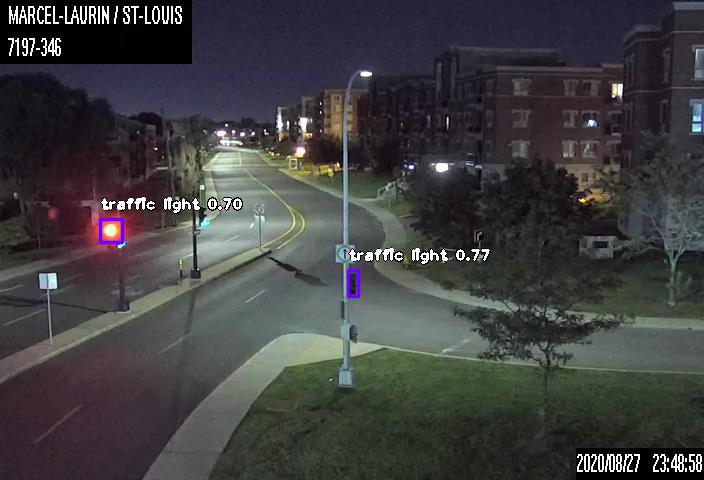 MARCEL-LAURIN / ST-LOUIS
7197-346
traffic light 0.70
traffic light 0.77
2020/08/27 23:48:58